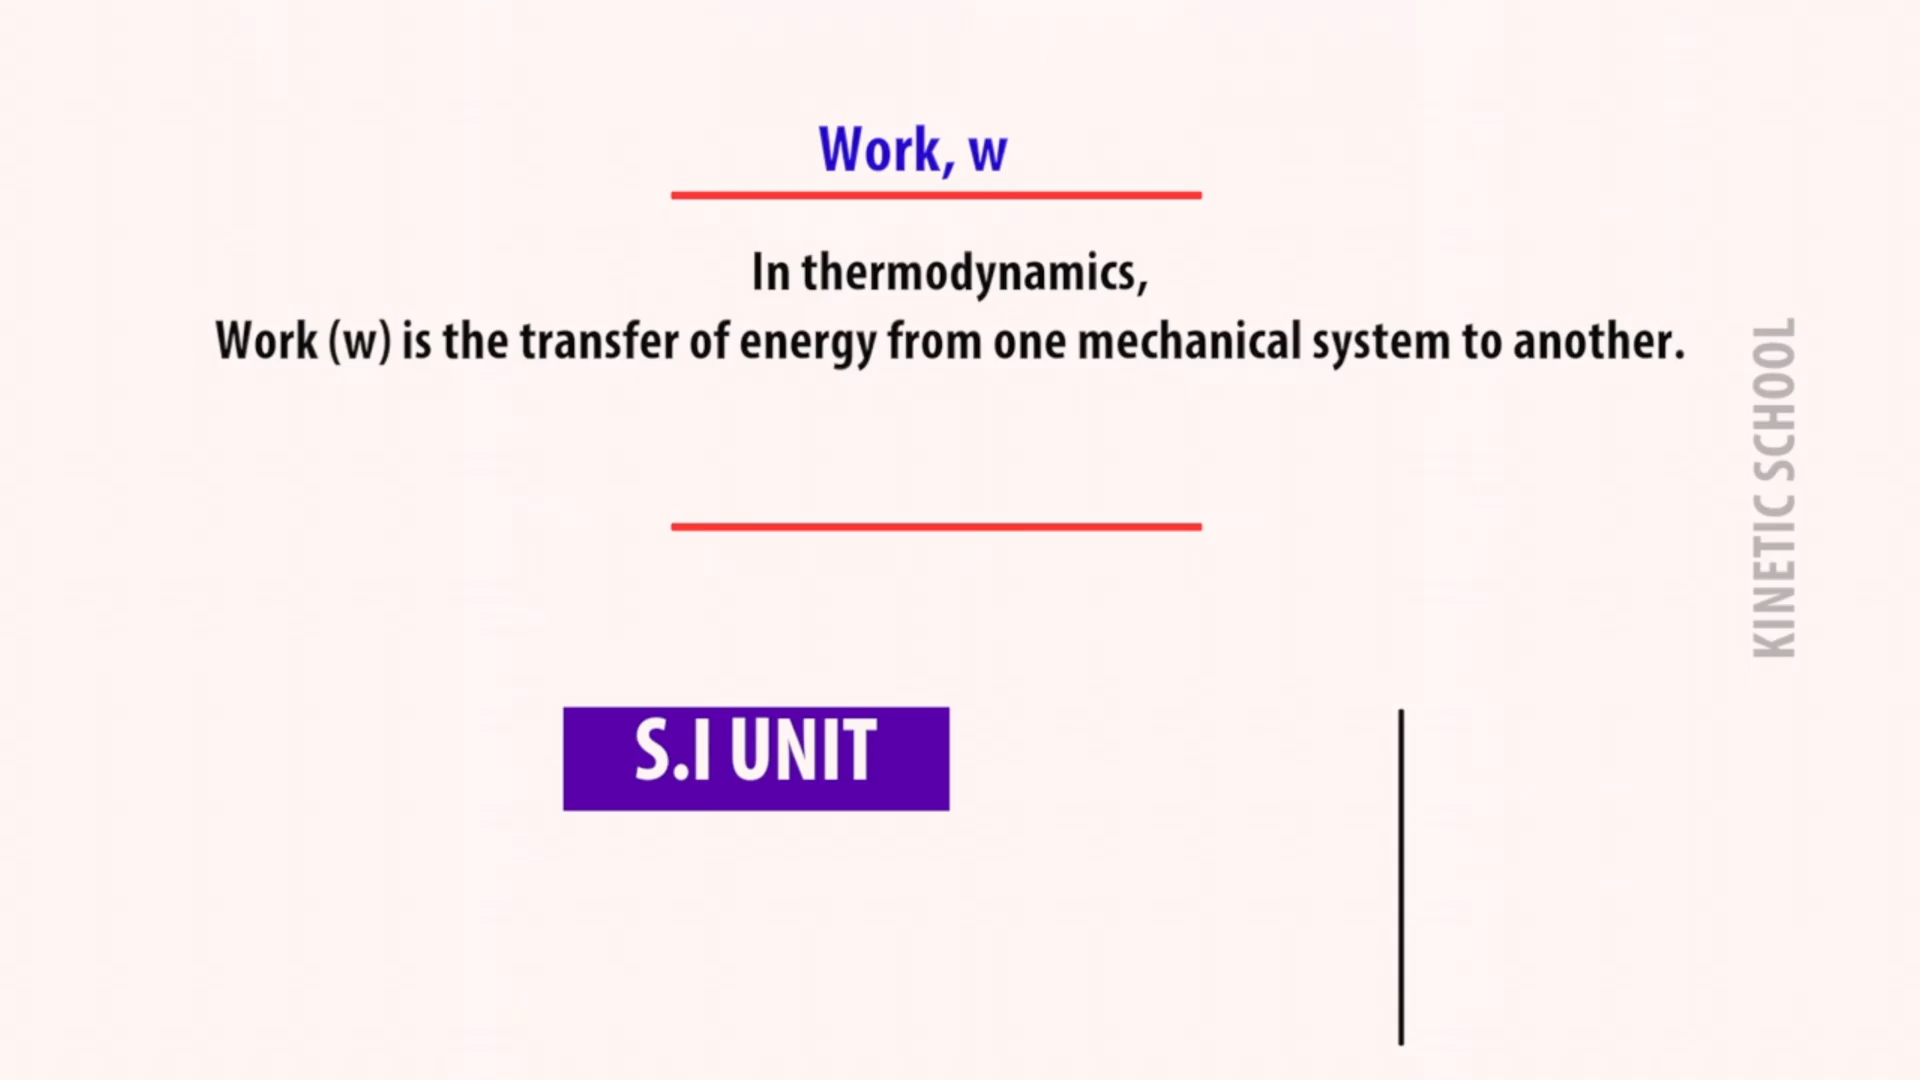 Work, w
In thermodynamics,
Work (w) is the transfer of energy from one mechanical system to another.
KINETIC SCHOOL
S.I UNIT